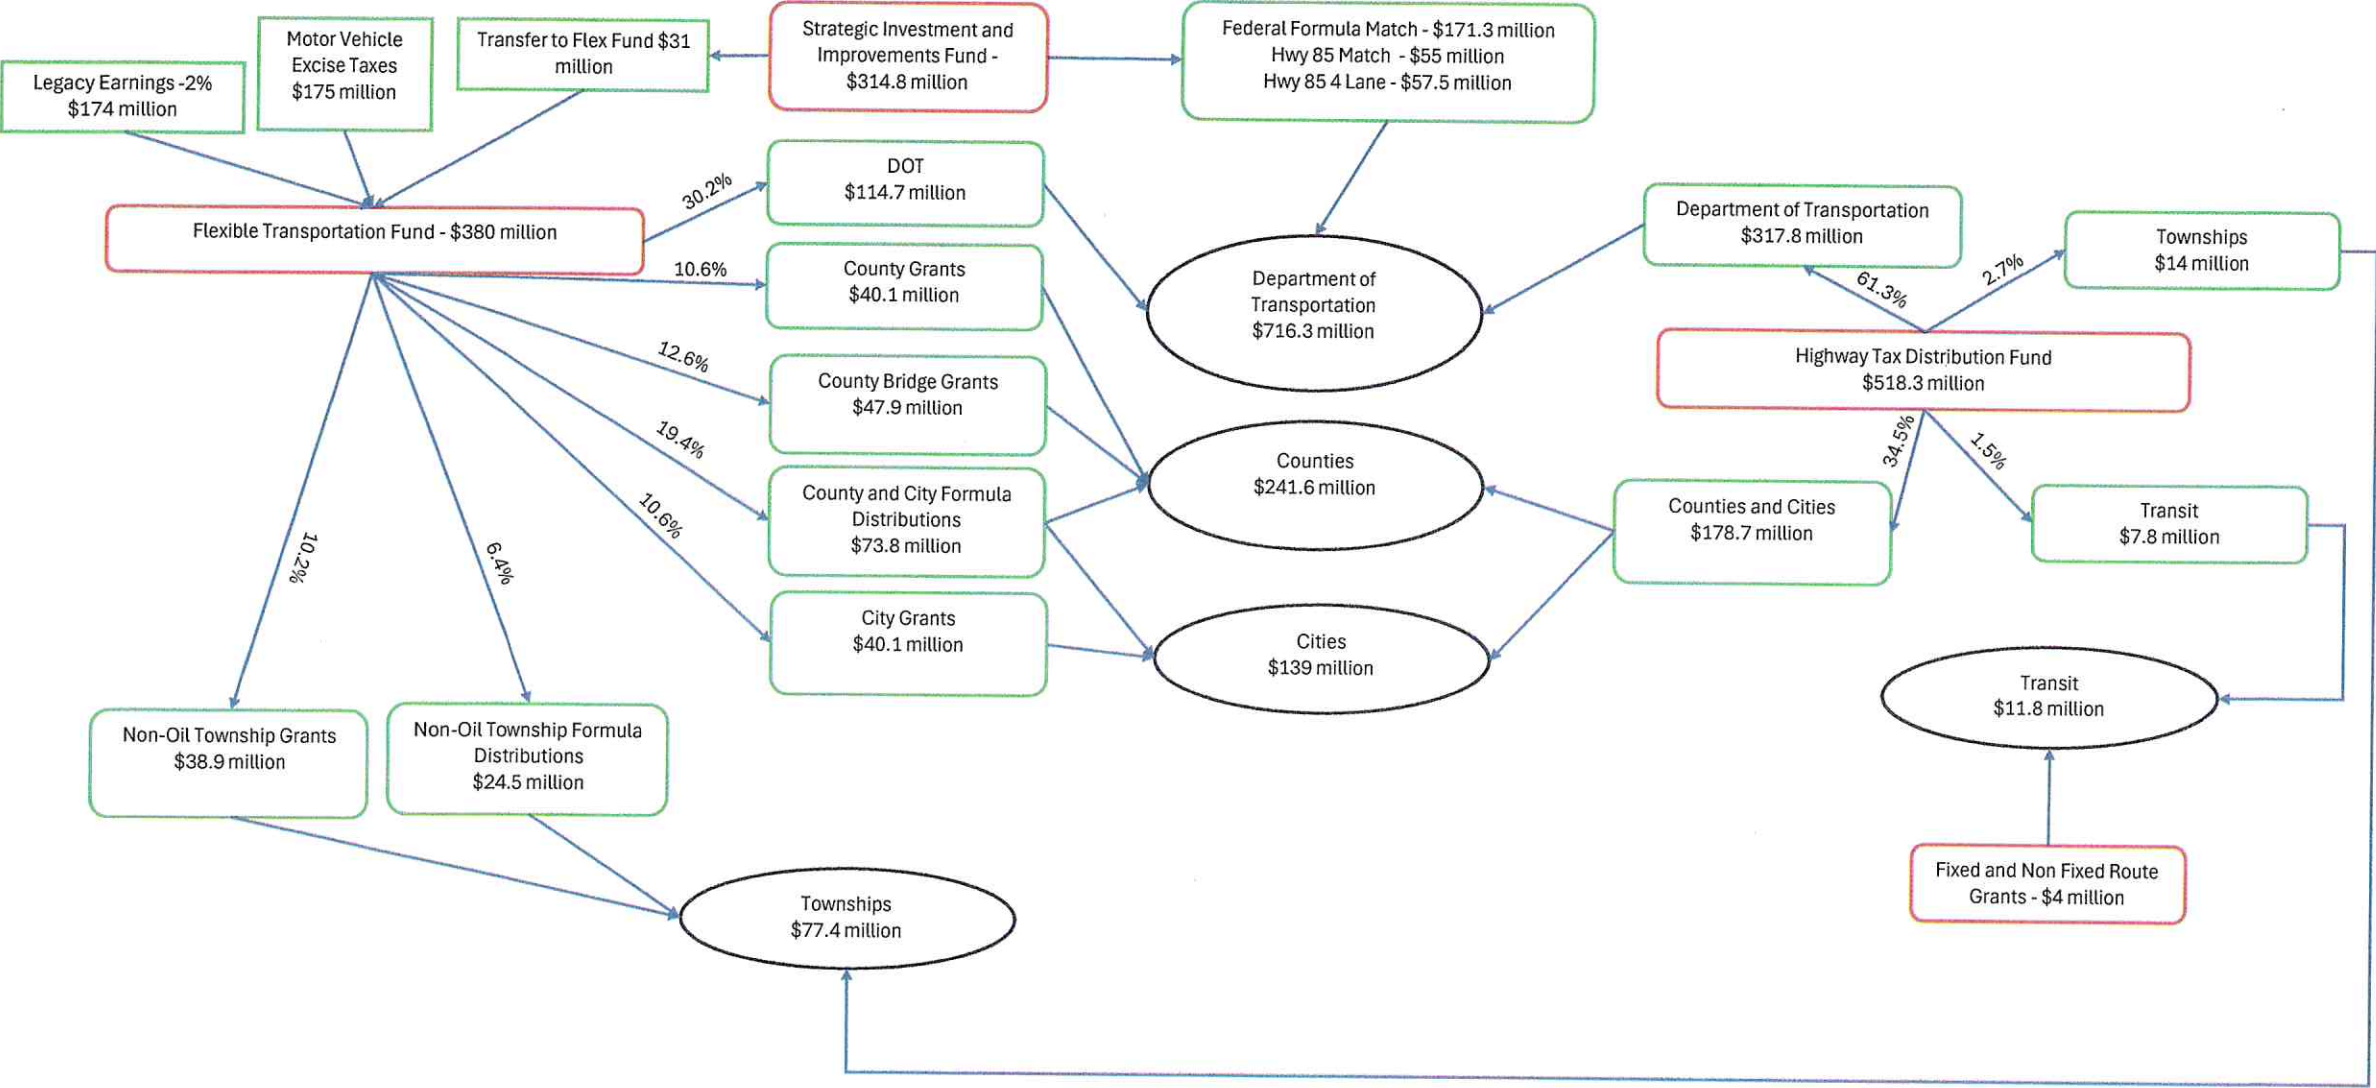 Legacy Earnings -2%
$174 million
Motor Vehicle
Excise Taxes
$175 million
Transfer to Flex Fund $31
million
Strategic Investment and
Improvements Fund -
$314.8 million
Federal Formula Match - $171.3 million
Hwy 85 Match - $55 million
Hwy 85 4 Lane - $57.5 million
Flexible Transportation Fund - $380 million
30.2%
DOT
$114.7 million
10.6%
County Grants
$40.1 million
12.6%
County Bridge Grants
$47.9 million
19.4%
County and City Formula
Distributions
$73.8 million
10.6%
City Grants
$40.1 million
10.2%
6.4%
Non-Oil Township Grants
$38.9 million
Non-Oil Township Formula
Distributions
$24.5 million
Department of
Transportation
$716.3 million
Counties
$241.6 million
Cities
$139 million
Department of Transportation
$317.8 million
Townships
$14 million
61.3%
2.7%
Highway Tax Distribution Fund
$518.3 million
34.5%
1.5%
Counties and Cities
$178.7 million
Transit
$7.8 million
Transit
$11.8 million
Fixed and Non Fixed Route
Grants - $4 million
Townships
$77.4 million